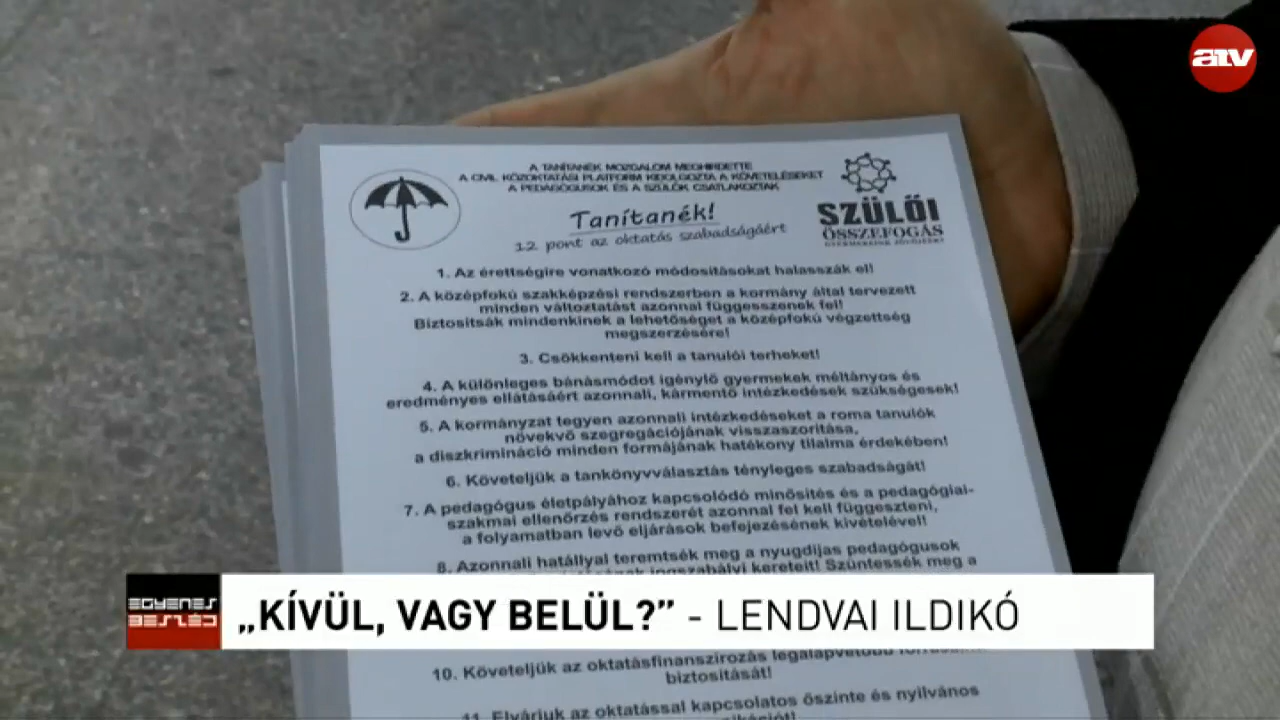 atv
A TANÍTANÉK MOZGALOM MEGHIRDETTE
A CIVIL KÖZOKTATÁSI PLATFORM KIDOLGOZTA A KÖVETELÉSEKET
A PEDAGÓGUSOK ÉS A SZÜLŐK CSATLAKOZTAK
Tanítanék!
12 pont az oktatás szabadságáért
SZÜLŐI
ÖSSZEFOGÁS
GYERMEKEINK JÖVŐJÉÉRT
1. Az érettségire vonatkozó módosításokat halasszák el!
2. A középfokú szakképzési rendszerben a kormány által tervezett
minden változtatást azonnal függesszenek fel!
Biztosítsák mindenkinek a lehetőséget a középfokú végzettség
megszerzésére!
3. Csökkenteni kell a tanulói terheket!
4. A különleges bánásmódot igénylő gyermekek méltányos és
eredményes ellátásáért azonnali, kármentő intézkedések szükségesek!
5. A kormányzat tegyen azonnali intézkedéseket a roma tanulók
növekvő szegregációjának visszaszorítása,
a diszkrimináció minden formájának hatékony tilalma érdekében!
6. Követeljük a tankönyvválasztás tényleges szabadságát!
7. A pedagógus életpályához kapcsolódó minősítés és a pedagógiai-
szakmai ellenőrzés rendszerét azonnal fel kell függeszteni,
a folyamatban levő eljárások befejezésének kivételével!
8. Azonnali hatállyal teremtsék meg a nyugdíjas pedagógusok
jogszabályi kereteit! Szüntessék meg a
EGYENES
BESZÉD
„KÍVÜL, VAGY BELÜL?” - LENDVAI ILDIKÓ
10. Követeljük az oktatásfinanszírozás legalapvetőbb
biztosítását!
11. Elvárjuk az oktatással kapcsolatos őszinte és nyilvános